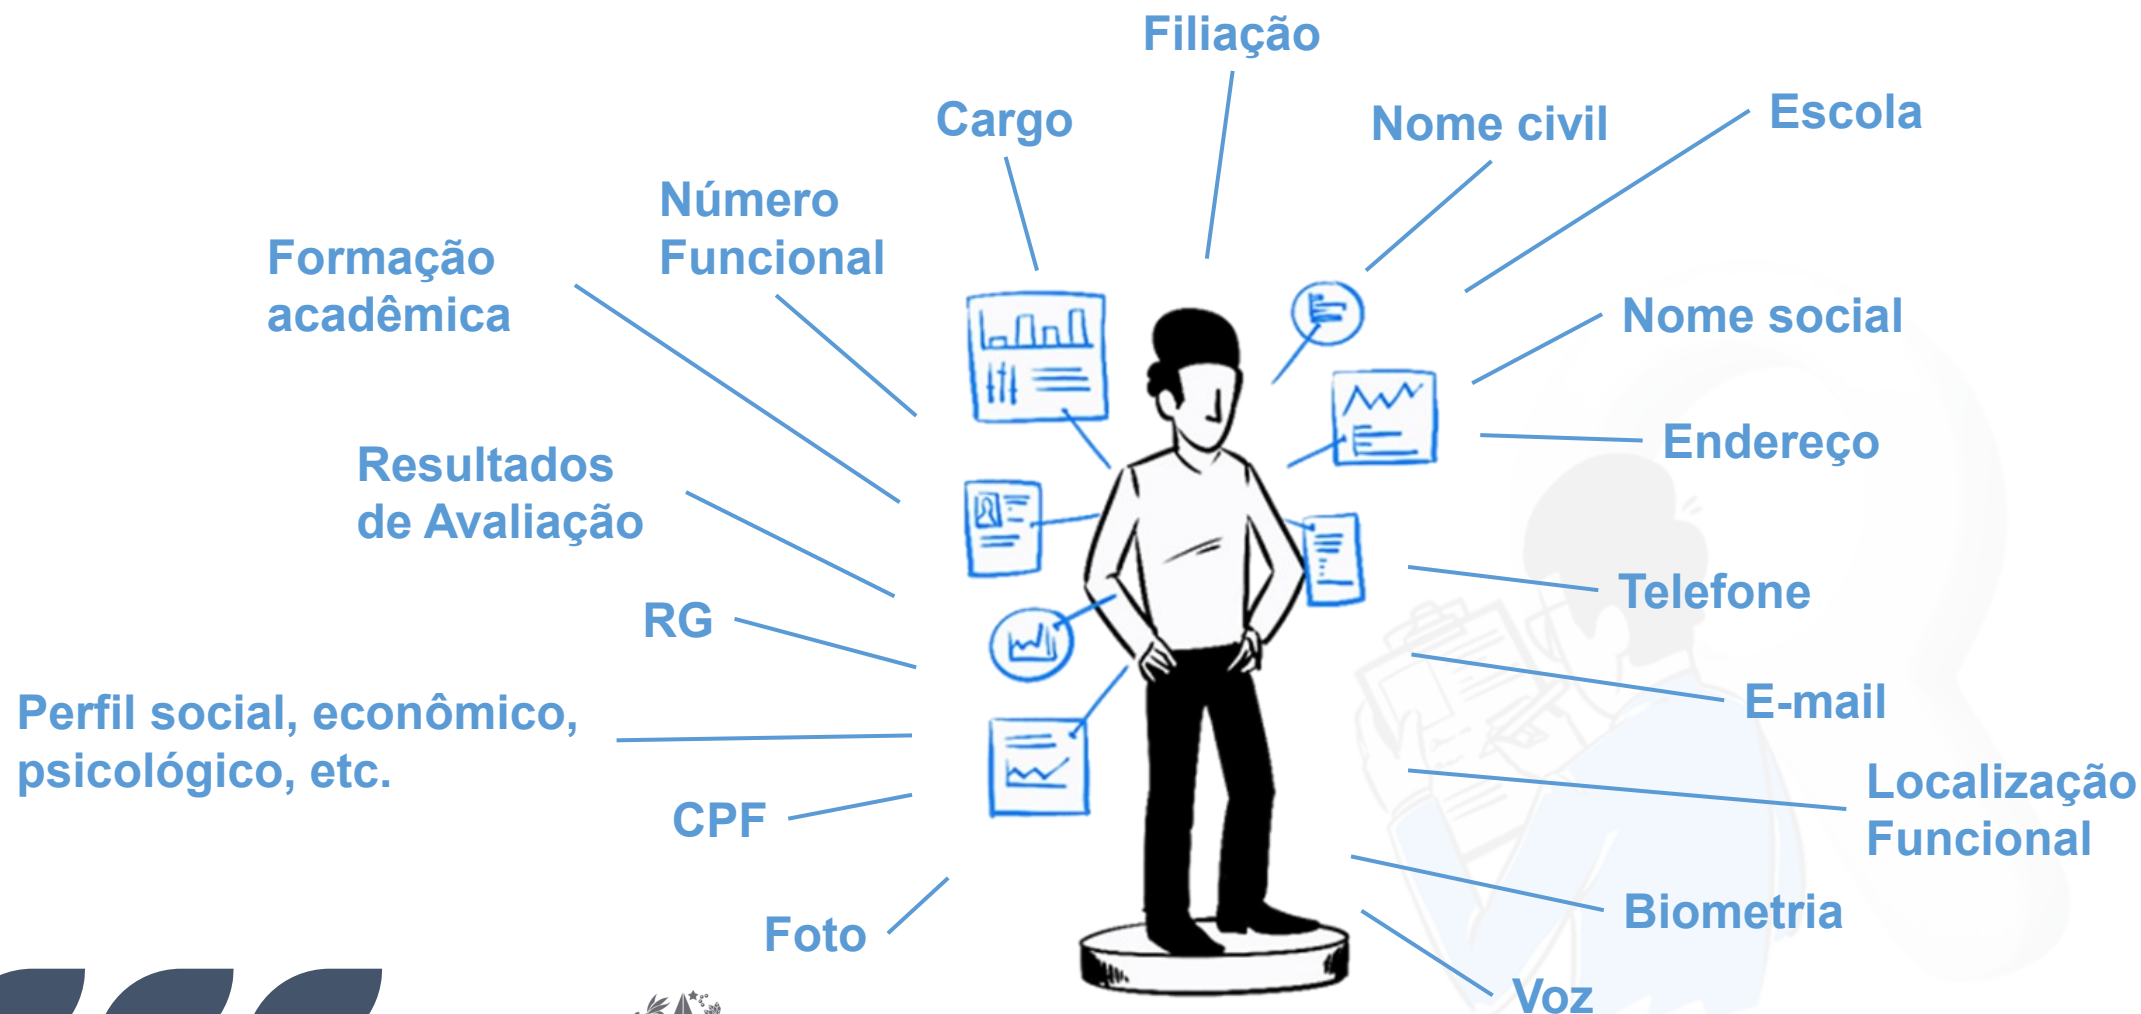 Filiação
Cargo
Nome civil
Escola
Número
Funcional
Formação
acadêmica
Nome social
Resultados
de Avaliação
Endereço
RG
Telefone
Perfil social, econômico,
psicológico, etc.
E-mail
CPF
Localização
Funcional
Foto
Biometria
Voz